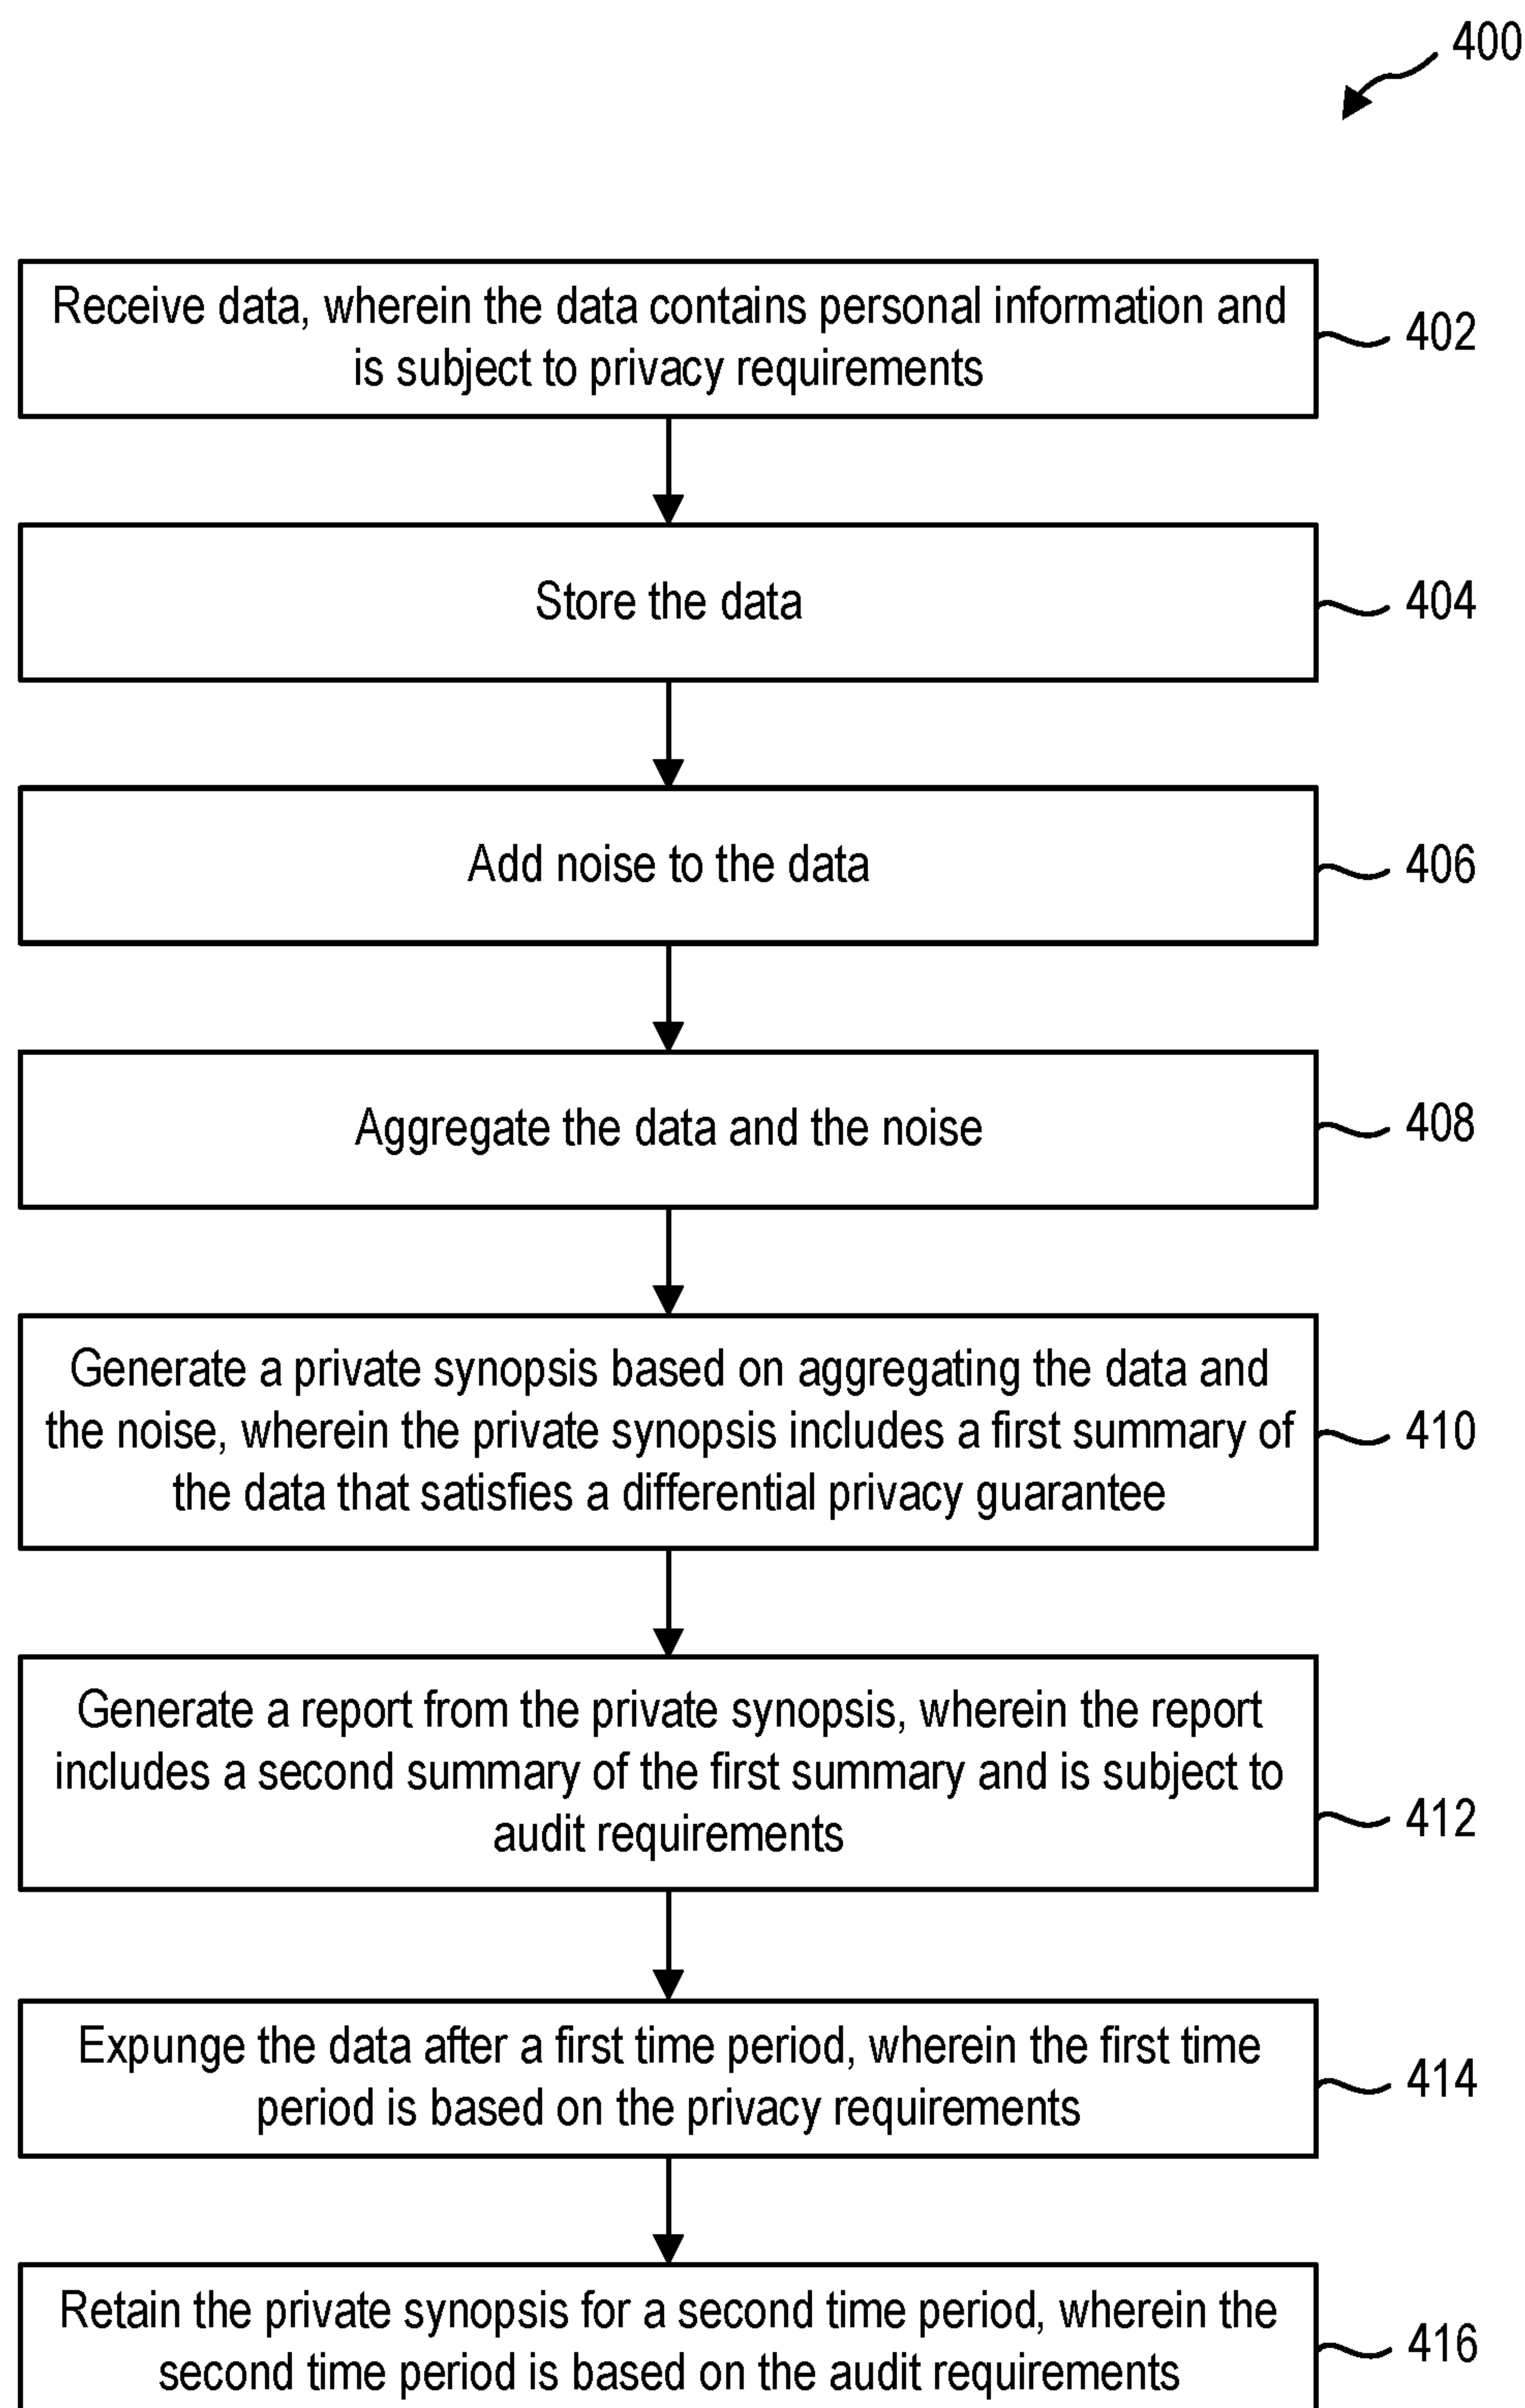 400
Receive data, wherein the data contains personal information and
is subject to privacy requirements
402
Store the data
404
Add noise to the data
406
Aggregate the data and the noise
408
Generate a private synopsis based on aggregating the data and
the noise, wherein the private synopsis includes a first summary of
the data that satisfies a differential privacy guarantee
410
Generate a report from the private synopsis, wherein the report
includes a second summary of the first summary and is subject to
audit requirements
412
Expunge the data after a first time period, wherein the first time
period is based on the privacy requirements
414
Retain the private synopsis for a second time period, wherein the
second time period is based on the audit requirements
416